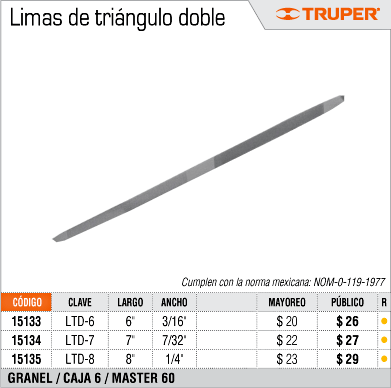 Limas de triángulo doble
TRUPER®
Cumplen con la norma mexicana: NOM-O-119-1977
CÓDIGO CLAVE LARGO ANCHO MAYOREO PÚBLICO R
15133 LTD-6 6" 3/16" $ 20 $ 26
15134 LTD-7 7" 7/32" $ 22 $ 27
15135 LTD-8 8" 1/4" $ 23 $ 29
GRANEL / CAJA 6 / MASTER 60